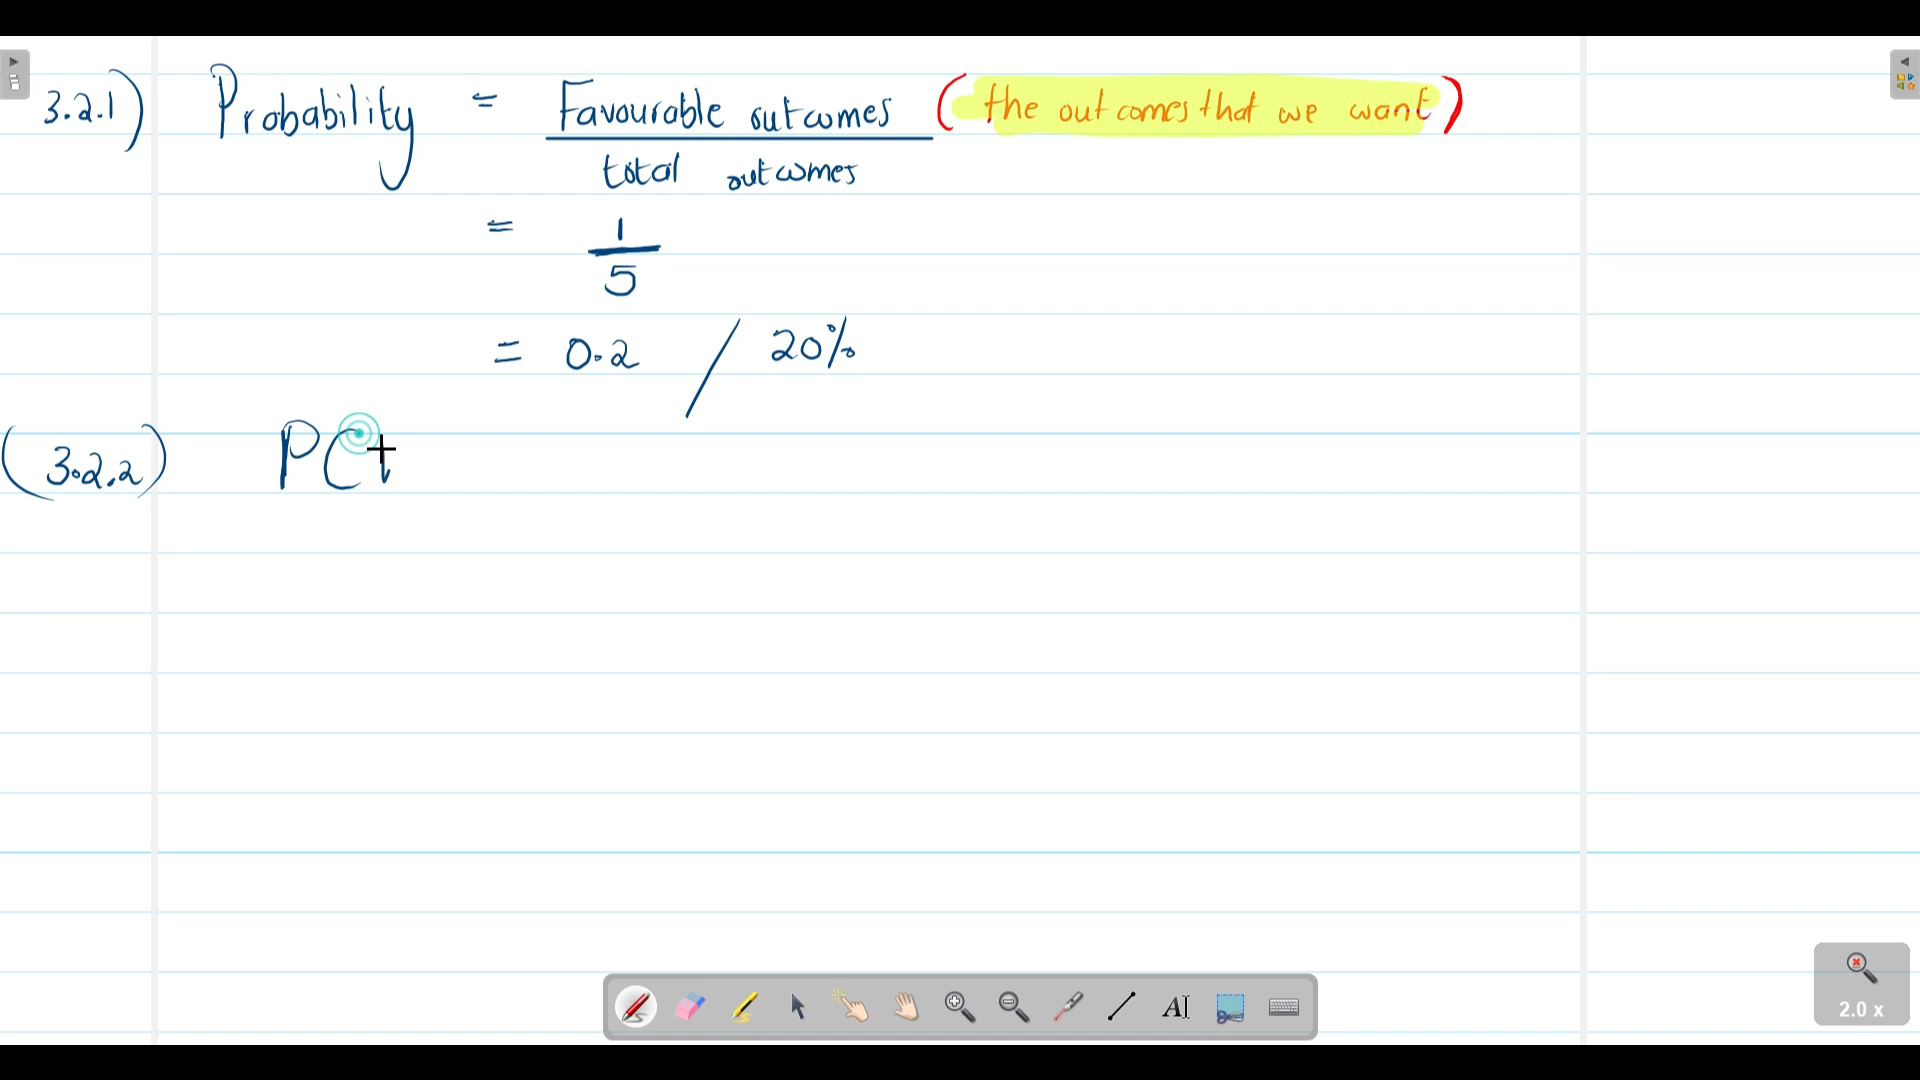 3.2.1) Probability = Favourable outcomes (the outcomes that we want)
total outcomes
= 1
5
= 0.2 / 20%
(3.2.2) P(
AI
2.0 x